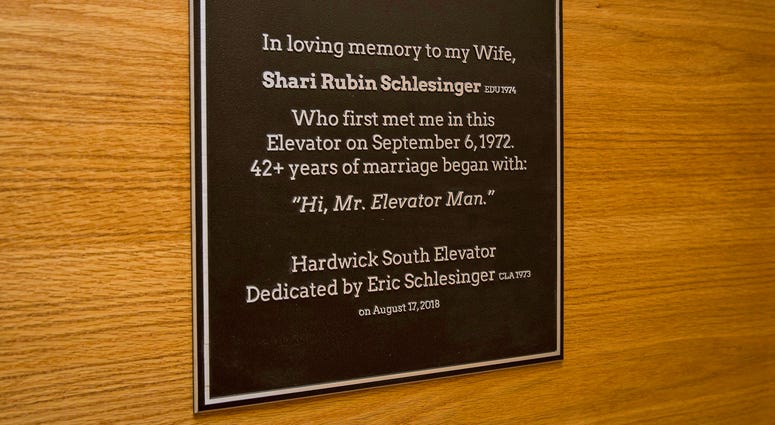 In loving memory to my Wife,
Shari Rubin Schlesinger EDU 1974
Who first met me in this
Elevator on September 6, 1972.
42+ years of marriage began with:
"Hi, Mr. Elevator Man."
Hardwick South Elevator
Dedicated by Eric Schlesinger CLA 1973
on August 17, 2018